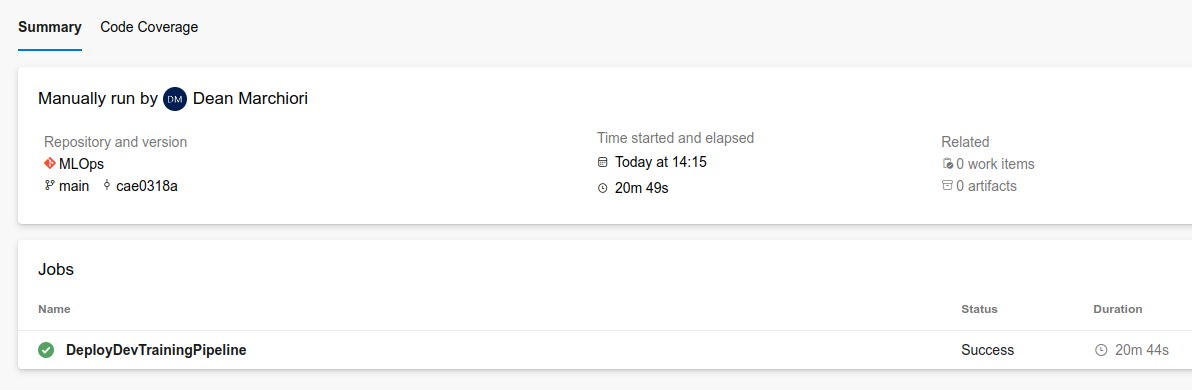 Summary Code Coverage
Manually run by DM Dean Marchiori
Repository and version
MLOps
main cae0318a
Time started and elapsed
Today at 14:15
20m 49s
Related
0 work items
0 artifacts
Jobs
Name Status Duration
DeployDevTrainingPipeline Success 20m 44s